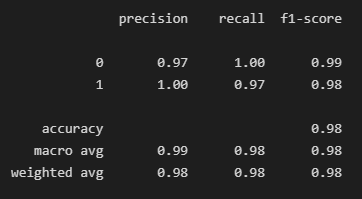 precision recall f1-score
0 0.97 1.00 0.99
1 1.00 0.97 0.98
accuracy 0.98
macro avg 0.99 0.98 0.98
weighted avg 0.98 0.98 0.98